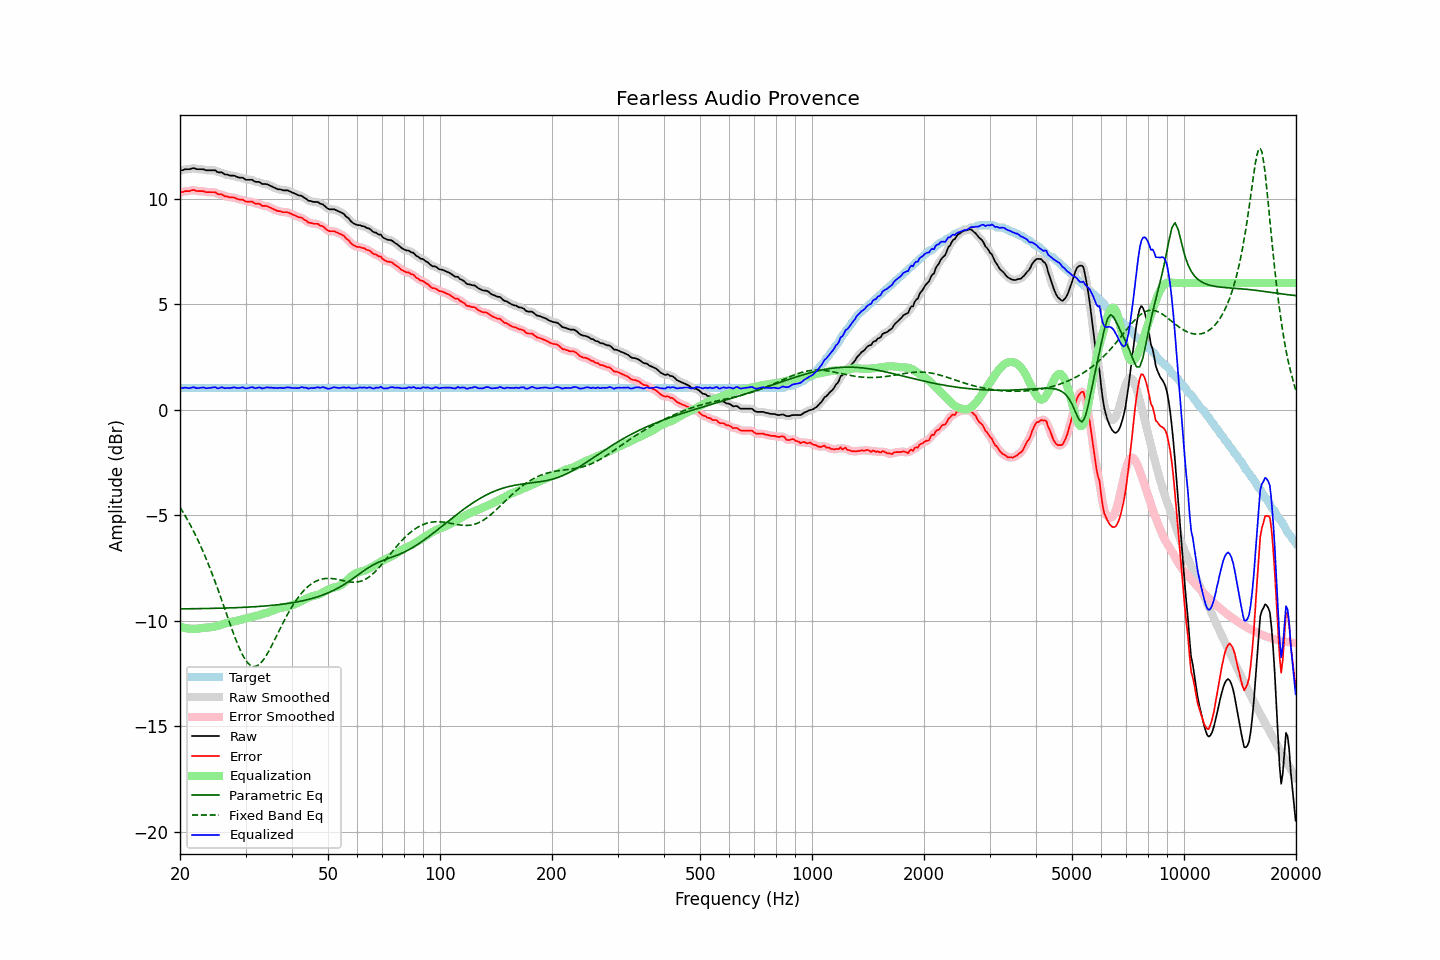 Fearless Audio Provence
Amplitude (dBr)
10
5
0
−5
−10
−15
−20
Target
Raw Smoothed
Error Smoothed
Raw
Error
Equalization
Parametric Eq
Fixed Band Eq
Equalized
20 50 100 200 500 1000 2000 5000 10000 20000
Frequency (Hz)